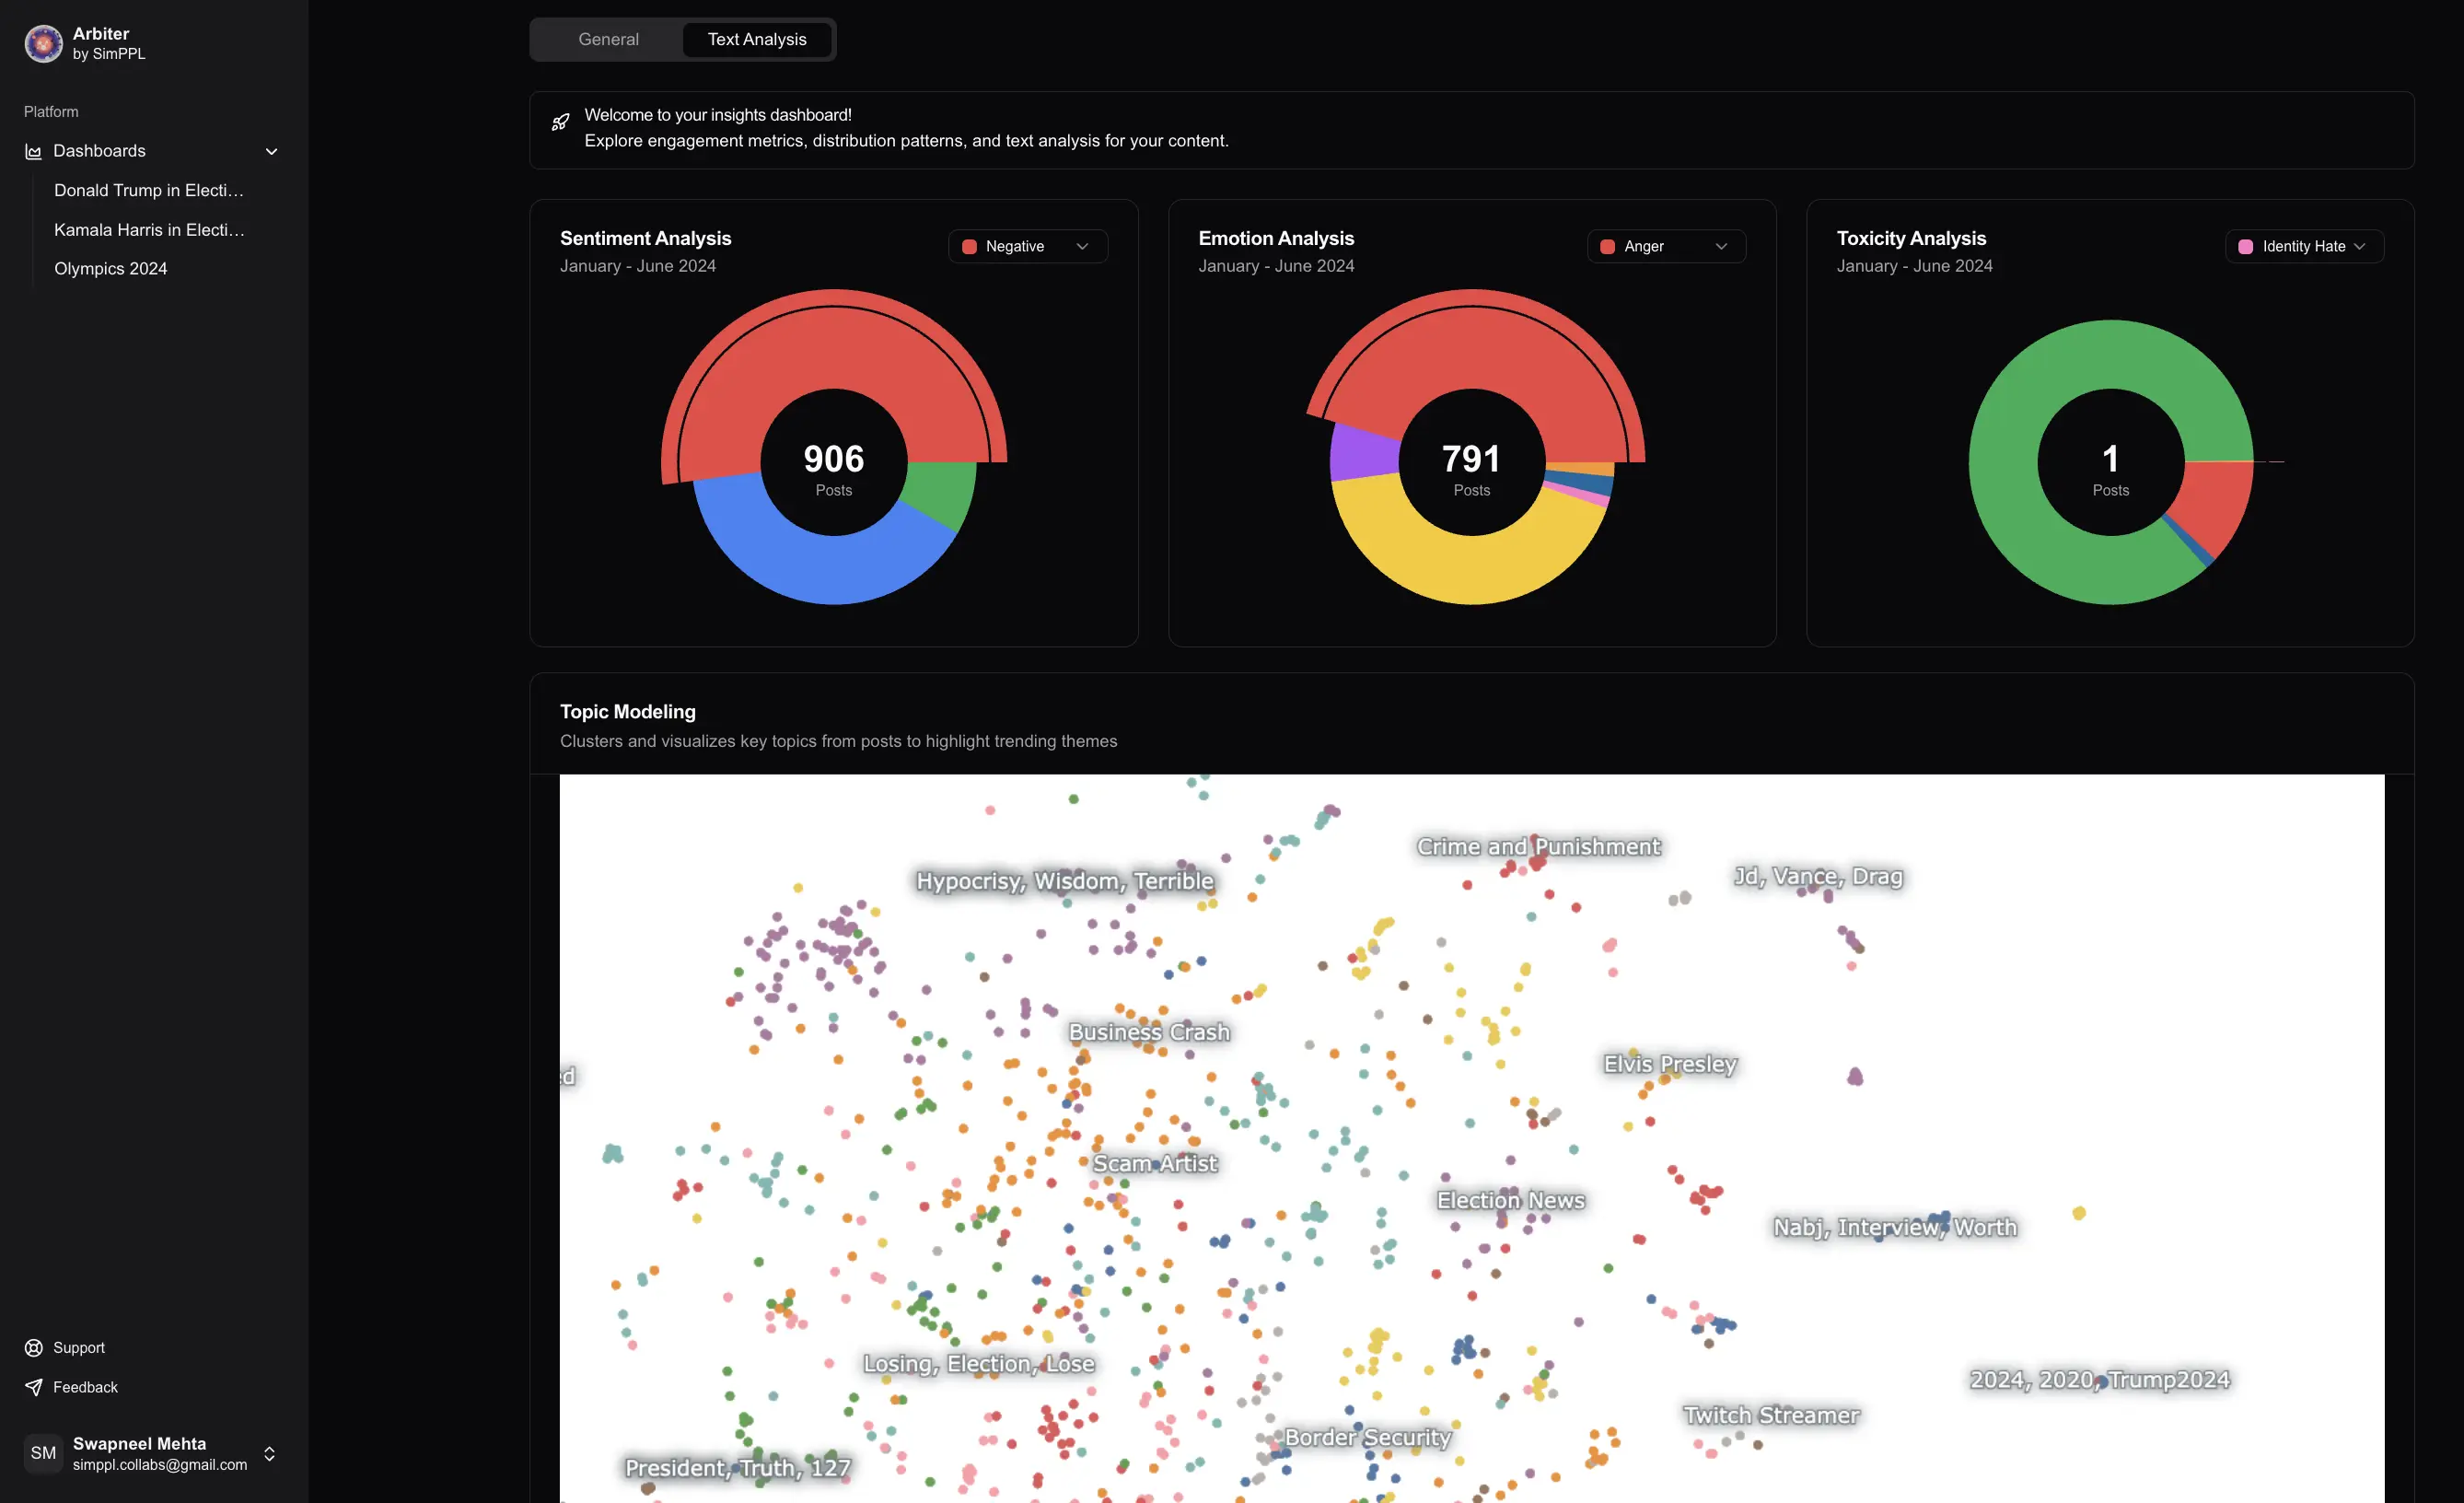 Arbiter
by SimPPL
Platform
Dashboards
Donald Trump in Electi…
Kamala Harris in Electi…
Olympics 2024
Support
Feedback
SM
Swapneel Mehta
simppl.collabs@gmail.com
General
Text Analysis
Welcome to your insights dashboard!
Explore engagement metrics, distribution patterns, and text analysis for your content.
Sentiment Analysis
January - June 2024
Negative
906
Posts
Emotion Analysis
January - June 2024
Anger
791
Posts
Toxicity Analysis
January - June 2024
Identity Hate
1
Posts
Topic Modeling
Clusters and visualizes key topics from posts to highlight trending themes
Crime and Punishment
Jd, Vance, Drag
Hypocrisy, Wisdom, Terrible
Business Crash
Elvis Presley
ed
Scam Artist
Election News
Nabj, Interview, Worth
Losing, Election, Lose
2024, 2020, Trump2024
Twitch Streamer
Border Security
President, Truth, 127